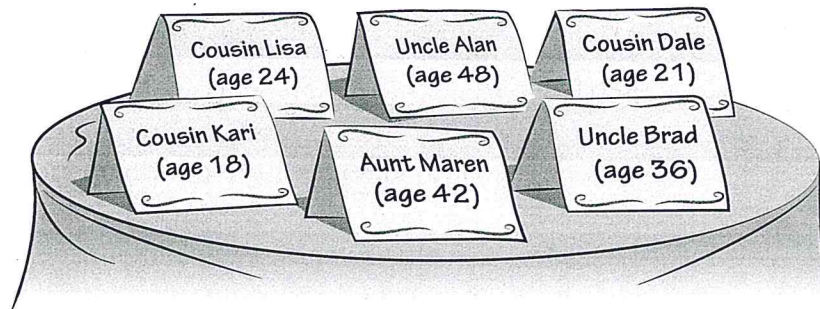 Cousin Lisa
(age 24)
Uncle Alan
(age 48)
Cousin Dale
(age 21)
Cousin Kari
(age 18)
Aunt Maren
(age 42)
Uncle Brad
(age 36)